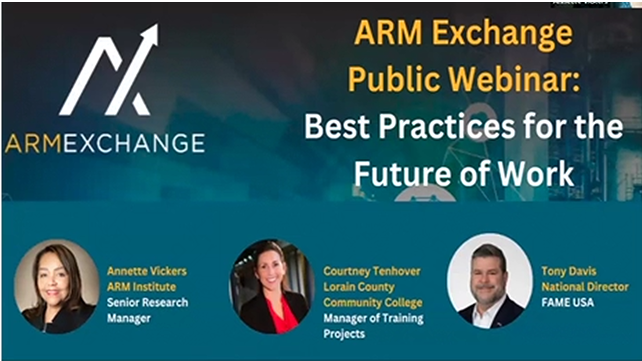 ARM Exchange
Public Webinar:
Best Practices for the
Future of Work
ARMEXCHANGE
Annette Vickers
ARM Institute
Senior Research
Manager
Courtney Tenhover
Lorain County
Community College
Manager of Training
Projects
Tony Davis
National Director
FAME USA